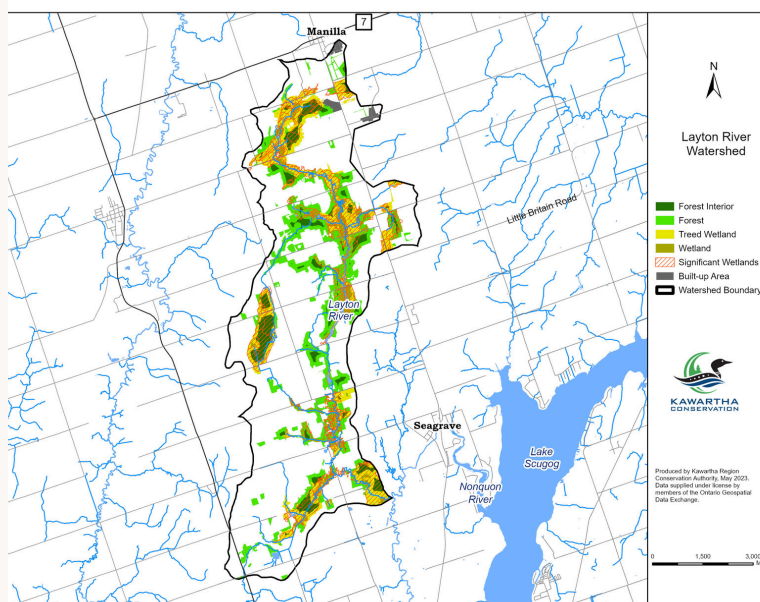 7
Manilla
N
Layton River
Watershed
Little Britain Road
Forest Interior
Forest
Treed Wetland
Wetland
Significant Wetlands
Built-up Area
Watershed Boundary
Layton
River
KAWARTHA
CONSERVATION
Seagrave
Lake
Scugog
Nonquon
River
Produced by Kawartha Region
Conservation Authority, May 2023.
Data supplied under license by
members of the Ontario Geospatial
Data Exchange.
0 1,500 3,000
M